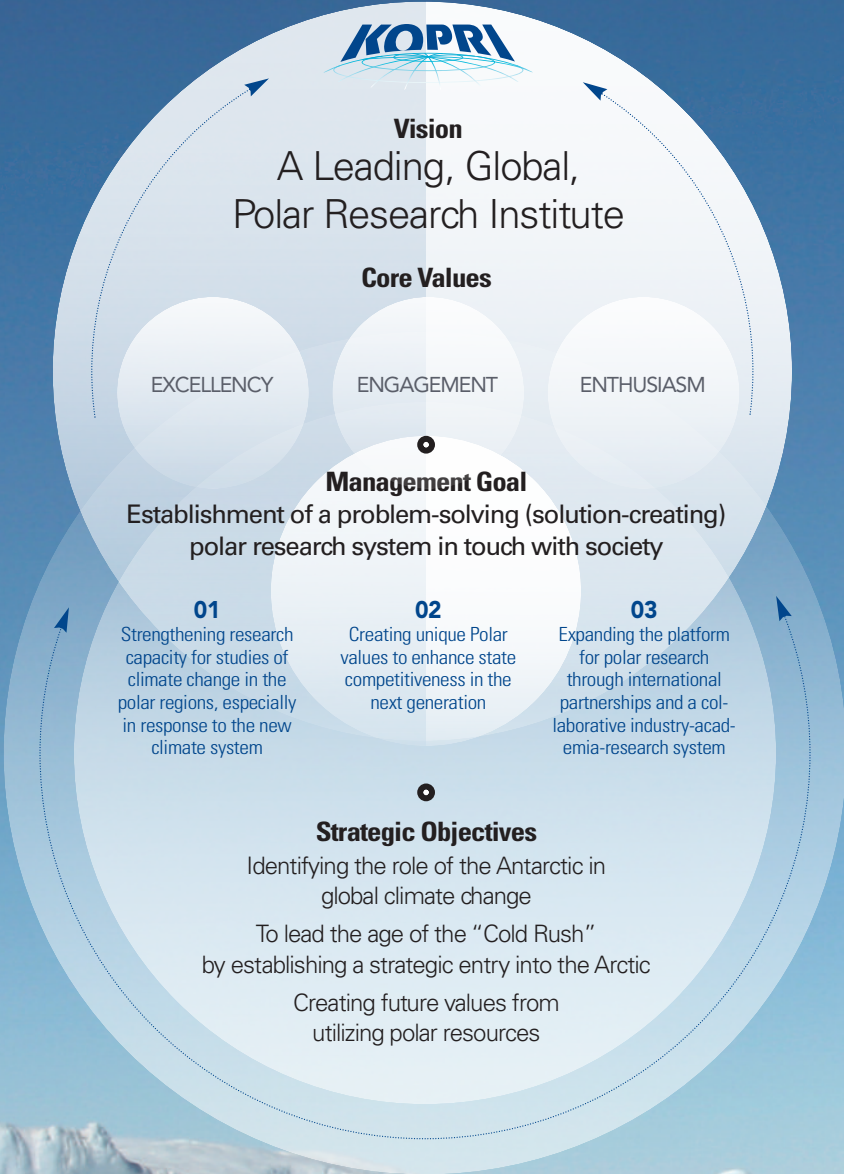 KOPRI
Vision
A Leading, Global,
Polar Research Institute
Core Values
EXCELLENCY
ENGAGEMENT
ENTHUSIASM
Management Goal
Establishment of a problem-solving (solution-creating)
polar research system in touch with society
01
Strengthening research
capacity for studies of
climate change in the
polar regions, especially
in response to the new
climate system
02
Creating unique Polar
values to enhance state
competitiveness in the
next generation
03
Expanding the platform
for polar research
through international
partnerships and a col-
laborative industry-acad-
emia-research system
Strategic Objectives
Identifying the role of the Antarctic in
global climate change
To lead the age of the “Cold Rush”
by establishing a strategic entry into the Arctic
Creating future values from
utilizing polar resources